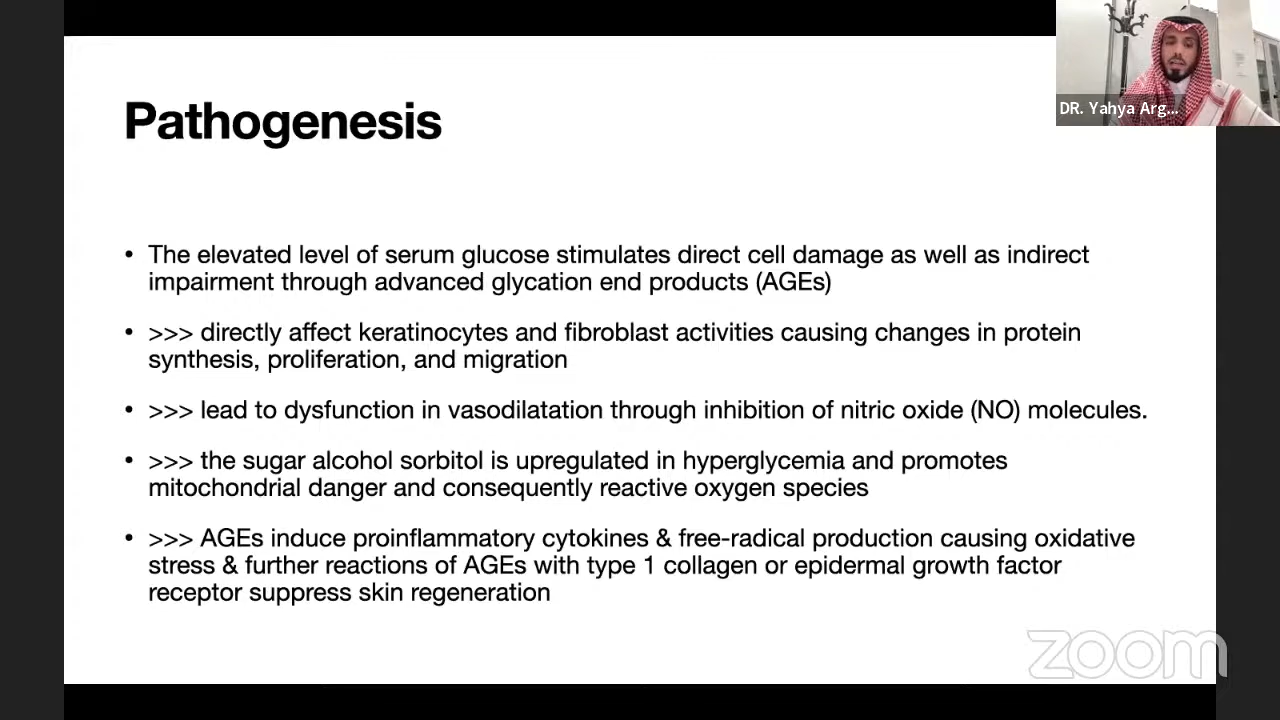 Pathogenesis
DR. Yahya Arg...
• The elevated level of serum glucose stimulates direct cell damage as well as indirect
impairment through advanced glycation end products (AGEs)
• >>> directly affect keratinocytes and fibroblast activities causing changes in protein
synthesis, proliferation, and migration
• >>> lead to dysfunction in vasodilatation through inhibition of nitric oxide (NO) molecules.
• >>> the sugar alcohol sorbitol is upregulated in hyperglycemia and promotes
mitochondrial danger and consequently reactive oxygen species
• >>> AGEs induce proinflammatory cytokines & free-radical production causing oxidative
stress & further reactions of AGEs with type 1 collagen or epidermal growth factor
receptor suppress skin regeneration
zoom